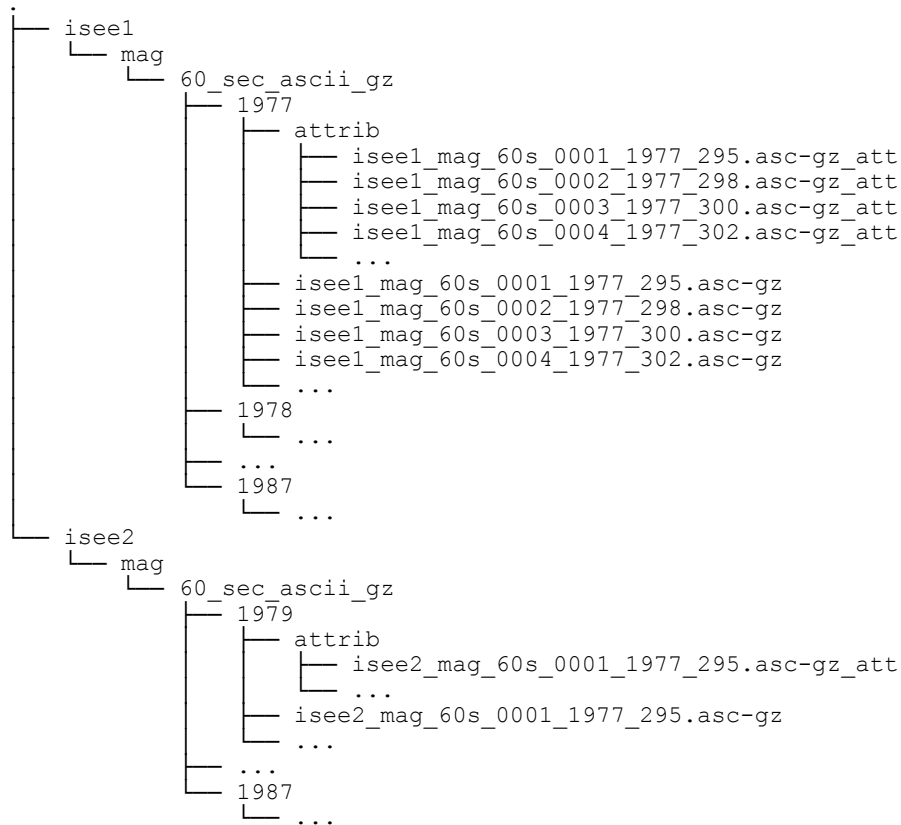 .
├── isee1
│   └── mag
│       └── 60_sec_ascii_gz
│           ├── 1977
│           │   ├── attrib
│           │   │   ├── isee1_mag_60s_0001_1977_295.asc-gz_att
│           │   │   ├── isee1_mag_60s_0002_1977_298.asc-gz_att
│           │   │   ├── isee1_mag_60s_0003_1977_300.asc-gz_att
│           │   │   ├── isee1_mag_60s_0004_1977_302.asc-gz_att
│           │   │   └── ...
│           │   ├── isee1_mag_60s_0001_1977_295.asc-gz
│           │   ├── isee1_mag_60s_0002_1977_298.asc-gz
│           │   ├── isee1_mag_60s_0003_1977_300.asc-gz
│           │   ├── isee1_mag_60s_0004_1977_302.asc-gz
│           │   └── ...
│           ├── 1978
│           │   └── ...
│           ├── ...
│           └── 1987
│               └── ...
└── isee2
    └── mag
        └── 60_sec_ascii_gz
            ├── 1979
            │   ├── attrib
            │   │   ├── isee2_mag_60s_0001_1977_295.asc-gz_att
            │   │   └── ...
            │   ├── isee2_mag_60s_0001_1977_295.asc-gz
            │   └── ...
            ├── ...
            └── 1987
                └── ...